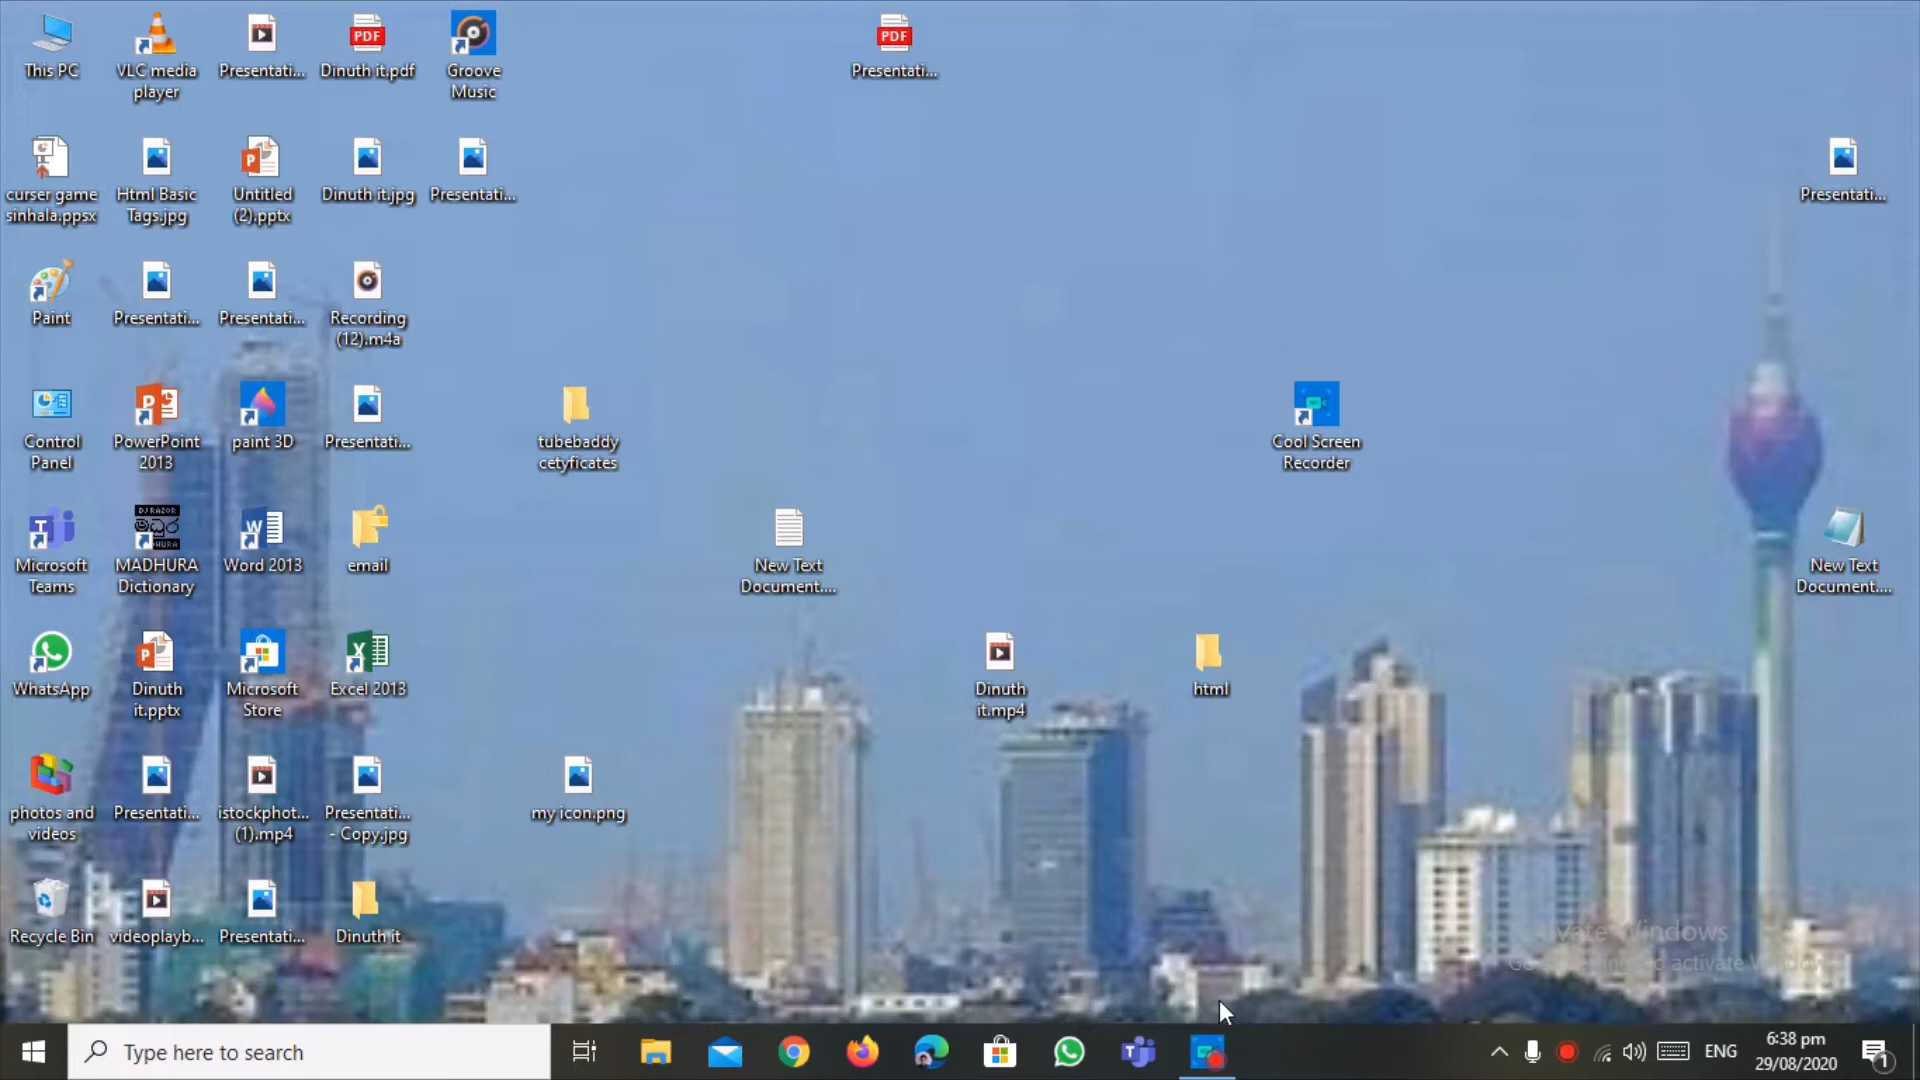 This PC
VLC media
player
Presentati...
Dinuth it.pdf
Groove
Music
Presentati...
curser game
sinhala.ppsx
Html Basic
Tags.jpg
Untitled
(2).pptx
Dinuth it.jpg
Presentati...
Presentati...
Paint
Presentati...
Presentati...
Recording
(12).m4a
Control
Panel
PowerPoint
2013
paint 3D
Presentati...
tubebaddy
cetyficates
Cool Screen
Recorder
Microsoft
Teams
MADHURA
Dictionary
Word 2013
email
New Text
Document....
New Text
Document....
WhatsApp
Dinuth
it.pptx
Microsoft
Store
Excel 2013
Dinuth
it.mp4
html
photos and
videos
Presentati...
istockphot...
(1).mp4
Presentati...
- Copy.jpg
my icon.png
Recycle Bin
videoplayb...
Presentati...
Dinuth it
Windows
activate
Type here to search
ENG
6:38 pm
29/08/2020
1
PDF
PDF